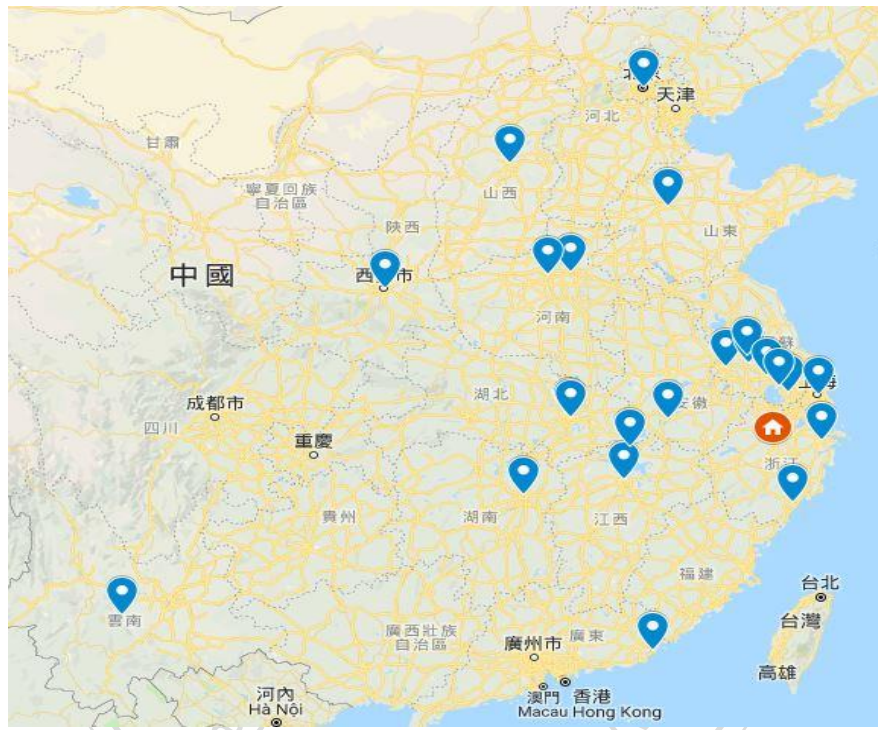 北京
天津
河北
甘肅
寧夏回族
自治區
山西
陝西
山東
中國
西
市
河南
蘇
上海
湖北
安徽
成都市
四川
重慶
浙江
貴州
湖南
江西
福建
台北
台灣
雲南
廣西壯族
自治區
廣州市
廣東
高雄
河內
Hà Nội
澳門
香港
Macau
Hong Kong